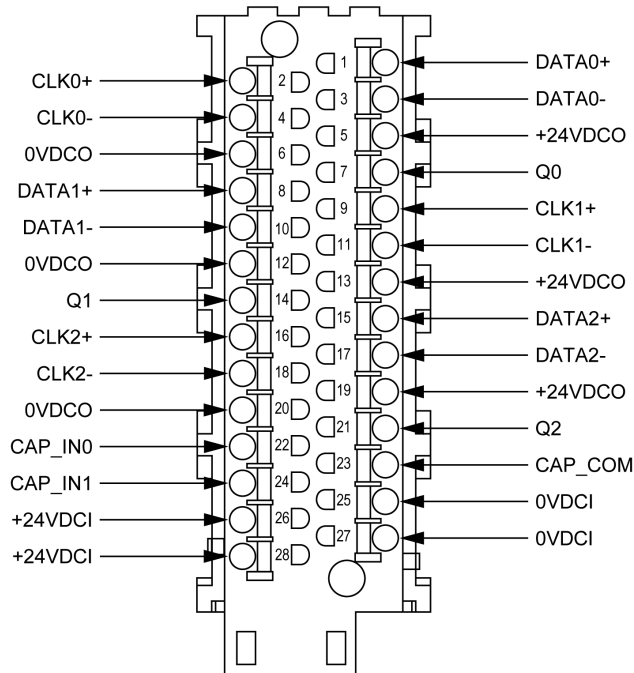 1 DATA0+
CLK0+ 2
3 DATA0-
CLK0- 4
5 +24VDCO
0VDCO 6
7 Q0
DATA1+ 8
9 CLK1+
DATA1- 10
11 CLK1-
0VDCO 12
13 +24VDCO
Q1 14
15 DATA2+
CLK2+ 16
17 DATA2-
CLK2- 18
19 +24VDCO
0VDCO 20
21 Q2
CAP_IN0 22
23 CAP_COM
CAP_IN1 24
25 0VDCI
+24VDCI 26
27 0VDCI
+24VDCI 28